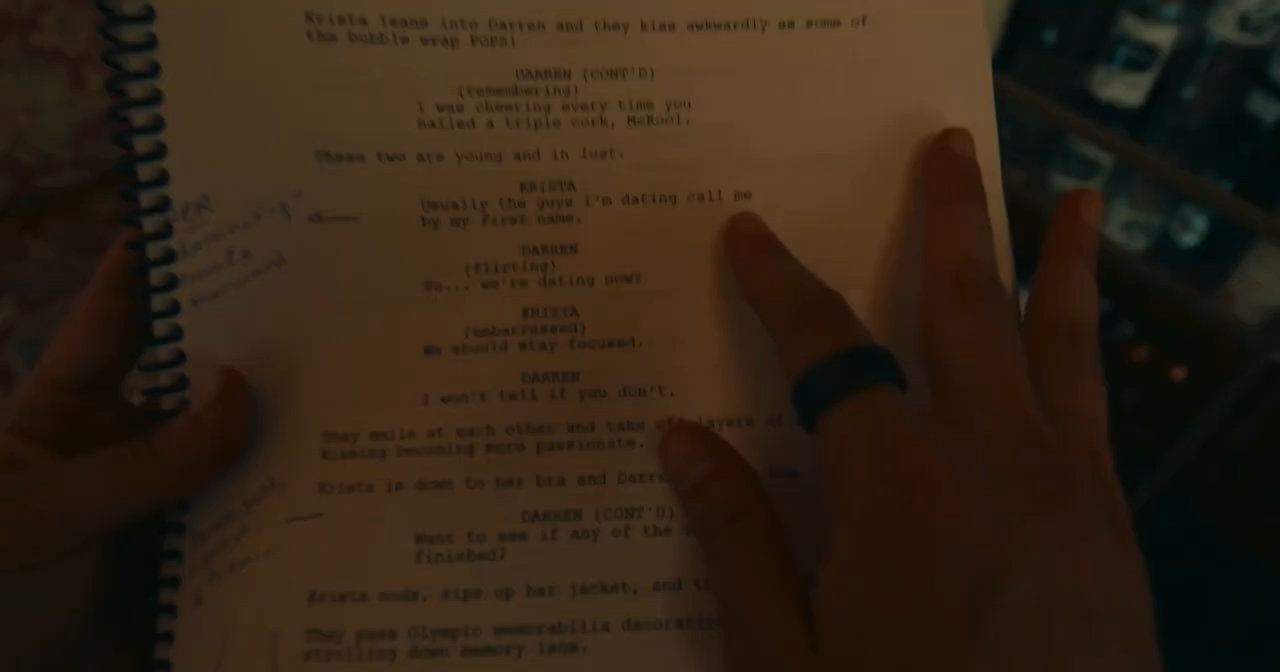 Krista leans into Darren and they kiss awkwardly as some of
the bubble wrap POPS!
DARREN (CONT'D)
(remembering)
I was cheering every time you
nailed a triple cork, McKool.
These two are young and in lust.
KRISTA
Usually the guys I'm dating call me
by my first name.
DARREN
(flirting)
So... we're dating now?
KRISTA
(embarrassed)
We should stay focused.
DARREN
I won't tell if you don't.
They smile at each other and take off layers of
kissing becoming more passionate.
Krista is down to her bra and
DARREN (CONT'D)
Want to see if any of the
finished?
Krista nods, zips up her jacket, and
They pass Olympic memorabilia
strolling down memory lane.